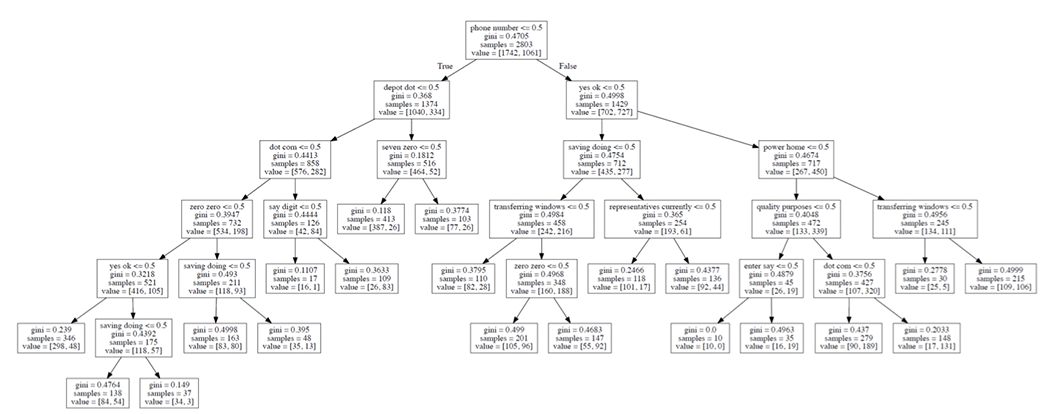 phone number <= 0.5
gini = 0.4705
samples = 2803
value = [1742, 1061]
True
False
depot dot <= 0.5
gini = 0.368
samples = 1374
value = [1040, 334]
yes ok <= 0.5
gini = 0.4998
samples = 1429
value = [702, 727]
dot com <= 0.5
gini = 0.4413
samples = 858
value = [576, 282]
seven zero <= 0.5
gini = 0.1812
samples = 516
value = [464, 52]
saving doing <= 0.5
gini = 0.4754
samples = 712
value = [435, 277]
power home <= 0.5
gini = 0.4674
samples = 717
value = [267, 450]
zero zero <= 0.5
gini = 0.3947
samples = 732
value = [534, 198]
say digit <= 0.5
gini = 0.4444
samples = 126
value = [42, 84]
gini = 0.118
samples = 413
value = [387, 26]
gini = 0.3774
samples = 103
value = [77, 26]
transferring windows <= 0.5
gini = 0.4984
samples = 458
value = [242, 216]
representatives currently <= 0.5
gini = 0.365
samples = 254
value = [193, 61]
quality purposes <= 0.5
gini = 0.4048
samples = 472
value = [133, 339]
transferring windows <= 0.5
gini = 0.4956
samples = 245
value = [134, 111]
yes ok <= 0.5
gini = 0.3218
samples = 521
value = [416, 105]
saving doing <= 0.5
gini = 0.493
samples = 211
value = [118, 93]
gini = 0.1107
samples = 17
value = [16, 1]
gini = 0.3633
samples = 109
value = [26, 83]
gini = 0.3795
samples = 110
value = [82, 28]
zero zero <= 0.5
gini = 0.4968
samples = 348
value = [160, 188]
gini = 0.2466
samples = 118
value = [101, 17]
gini = 0.4377
samples = 136
value = [92, 44]
enter say <= 0.5
gini = 0.4879
samples = 45
value = [26, 19]
dot com <= 0.5
gini = 0.3756
samples = 427
value = [107, 320]
gini = 0.2778
samples = 30
value = [25, 5]
gini = 0.4999
samples = 215
value = [109, 106]
gini = 0.239
samples = 346
value = [298, 48]
saving doing <= 0.5
gini = 0.4392
samples = 175
value = [118, 57]
gini = 0.4998
samples = 163
value = [83, 80]
gini = 0.395
samples = 48
value = [35, 13]
gini = 0.499
samples = 201
value = [105, 96]
gini = 0.4683
samples = 147
value = [55, 92]
gini = 0.0
samples = 10
value = [10, 0]
gini = 0.4963
samples = 35
value = [16, 19]
gini = 0.437
samples = 279
value = [90, 189]
gini = 0.2033
samples = 148
value = [17, 131]
gini = 0.4764
samples = 138
value = [84, 54]
gini = 0.149
samples = 37
value = [34, 3]